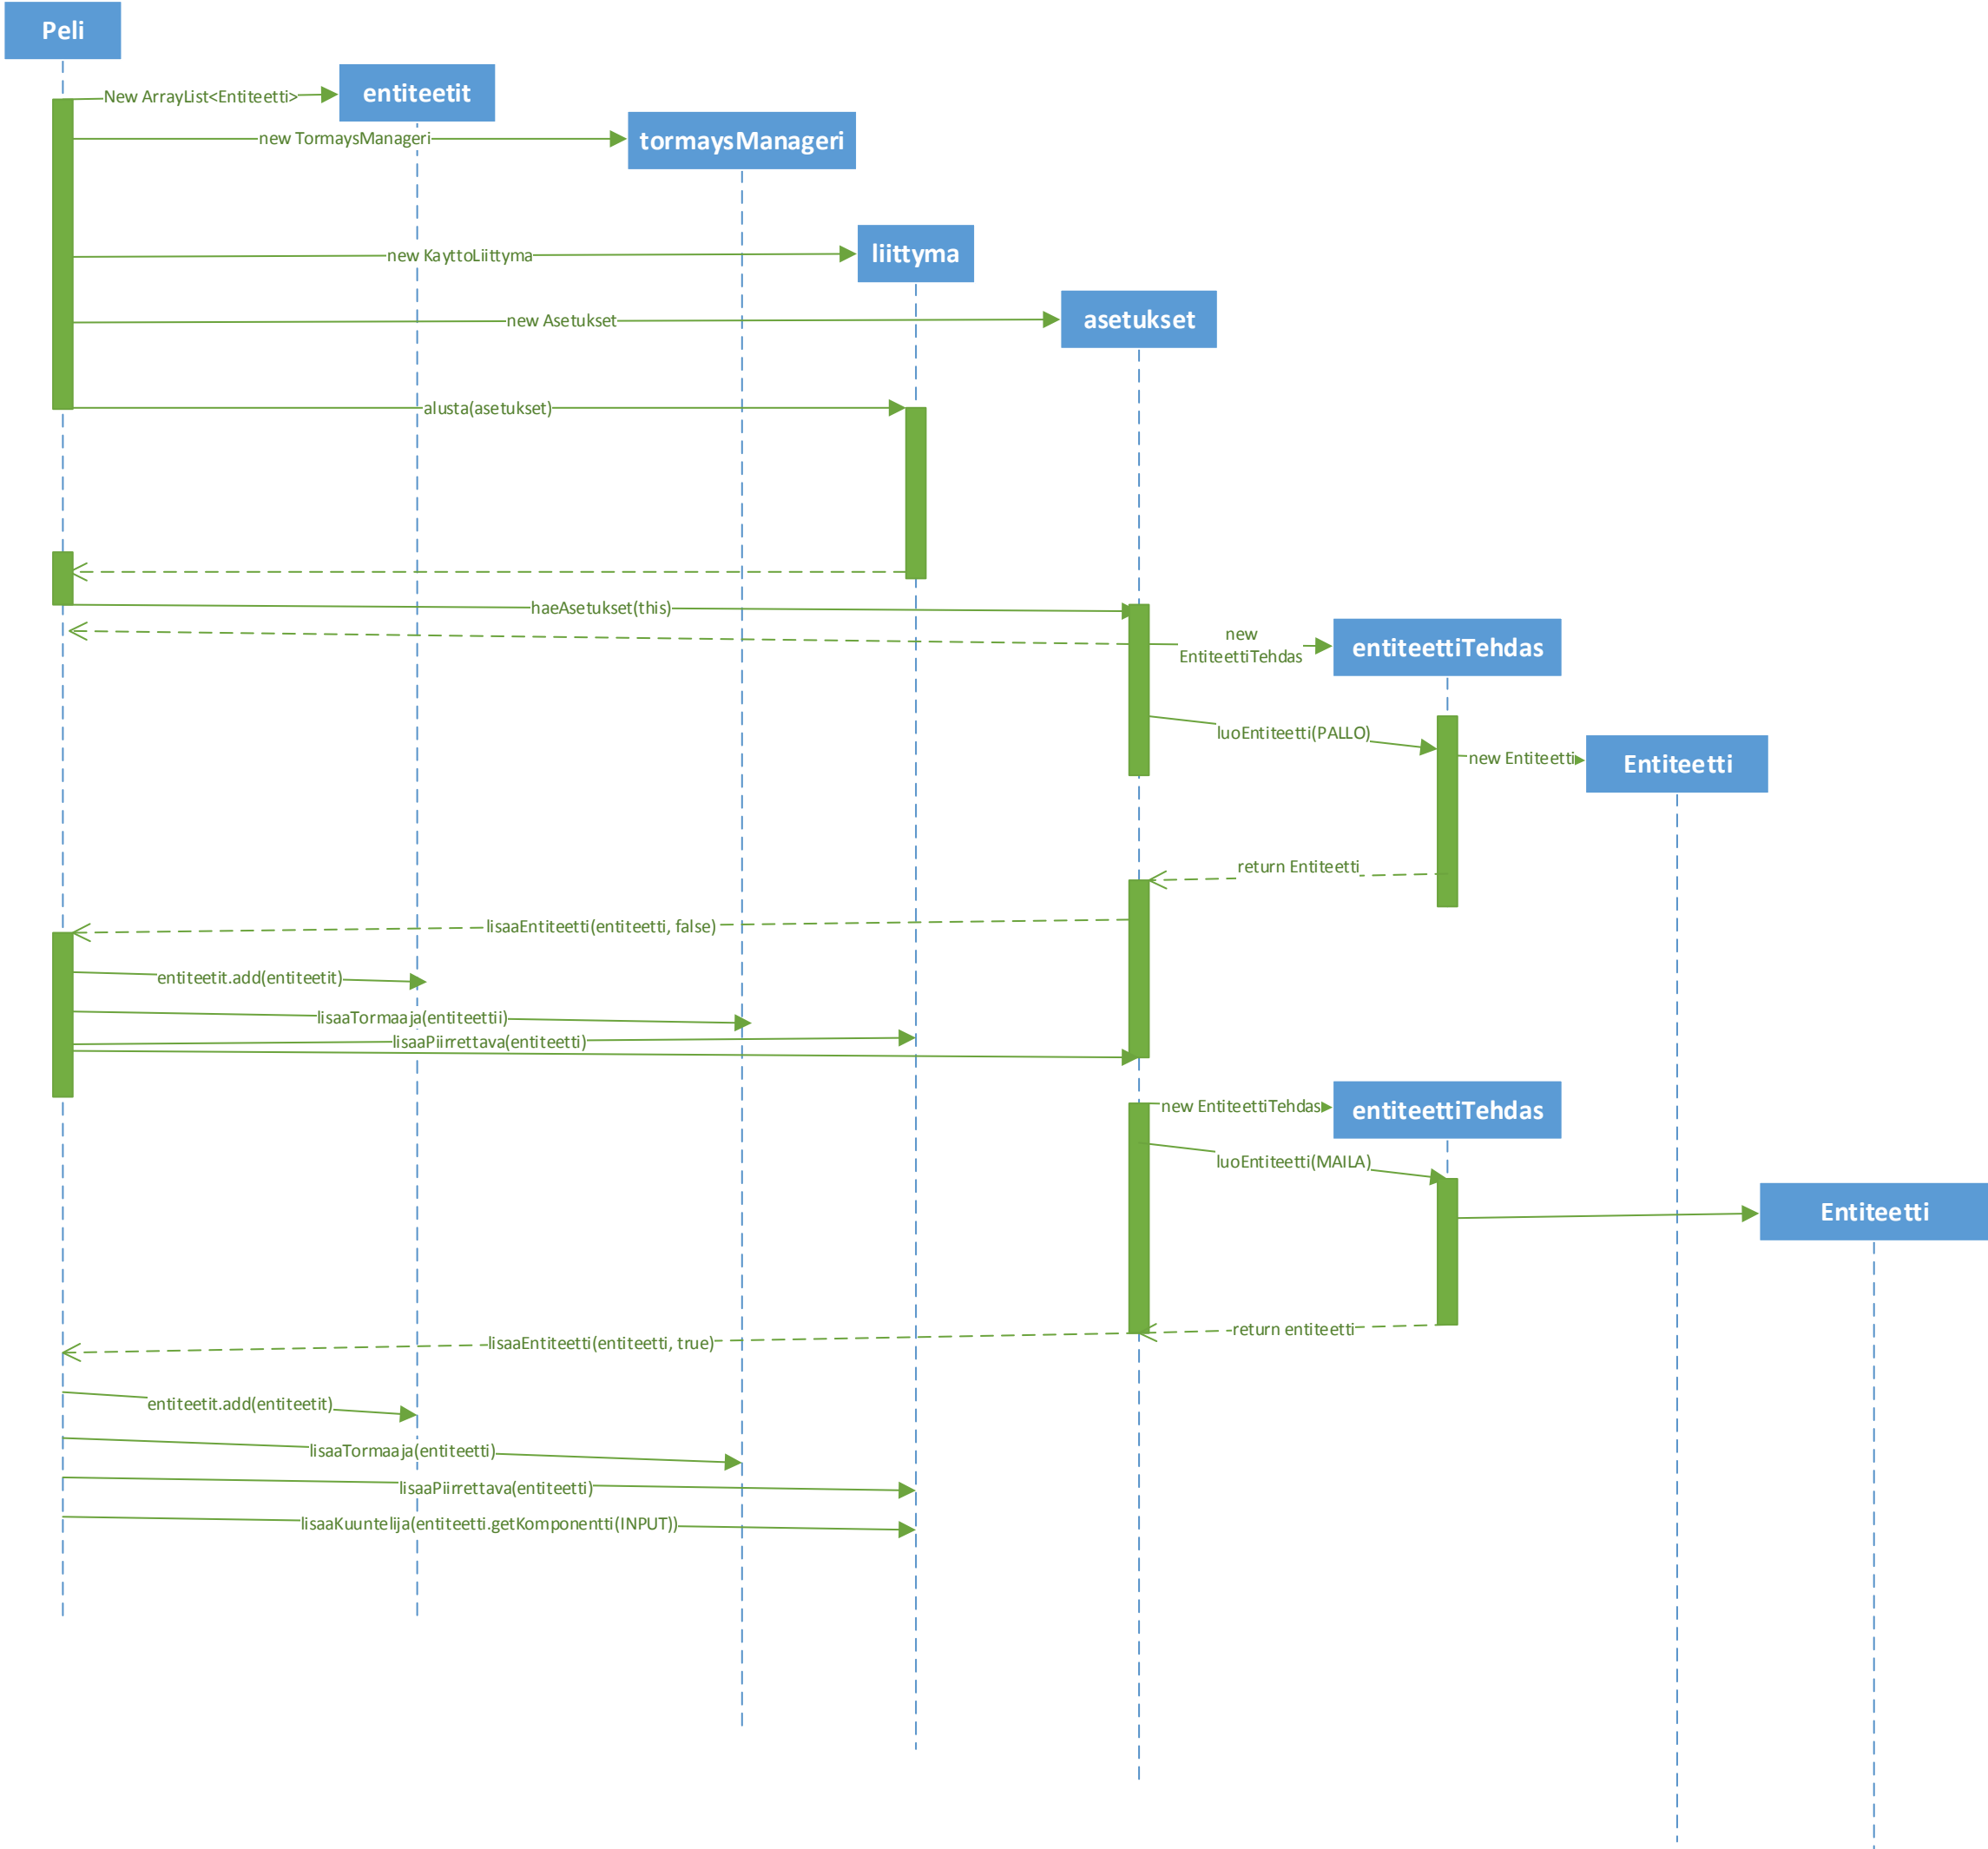 Peli
entiteetit
New ArrayList<Entiteetti>
tormaysManageri
new TormaysManageri
liittyma
new KayttoLiittyma
asetukset
new Asetukset
alusta(asetukset)
haeAsetukset(this)
new
EntiteettiTehdas
entiteettiTehdas
luoEntiteetti(PALLO)
new Entiteetti
Entiteetti
return Entiteetti
lisaaEntiteetti(entiteetti, false)
entiteetit.add(entiteetit)
lisaaTormaaja(entiteettii)
lisaaPiirrettava(entiteetti)
new EntiteettiTehdas
entiteettiTehdas
luoEntiteetti(MAILA)
Entiteetti
return entiteetti
lisaaEntiteetti(entiteetti, true)
entiteetit.add(entiteetit)
lisaaTormaaja(entiteetti)
lisaaPiirrettava(entiteetti)
lisaaKuuntelija(entiteetti.getKomponentti(INPUT))